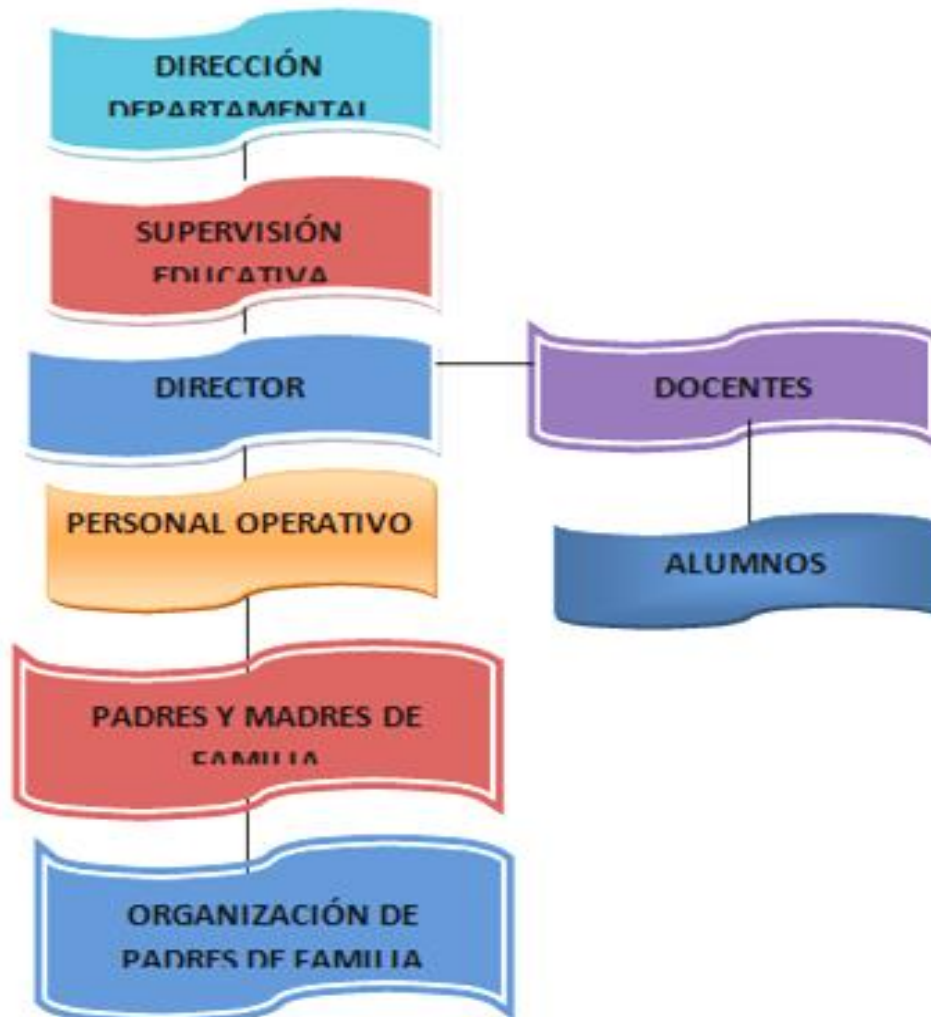 DIRECCIÓN
DEPARTAMENTAL
SUPERVISIÓN
EDUCATIVA
DIRECTOR
DOCENTES
PERSONAL OPERATIVO
ALUMNOS
PADRES Y MADRES DE
FAMILIA
ORGANIZACIÓN DE
PADRES DE FAMILIA